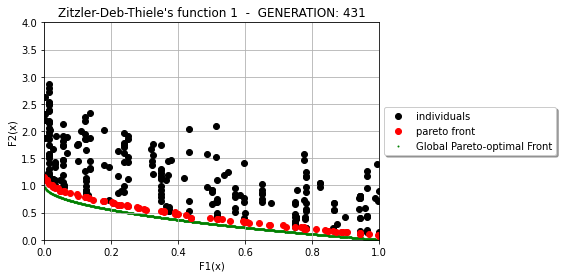 Zitzler-Deb-Thiele's function 1  -  GENERATION: 431
4.0
3.5
3.0
2.5
2.0
1.5
1.0
0.5
0.0
F2(x)
0.0 0.2 0.4 0.6 0.8 1.0
F1(x)
individuals
pareto front
Global Pareto-optimal Front